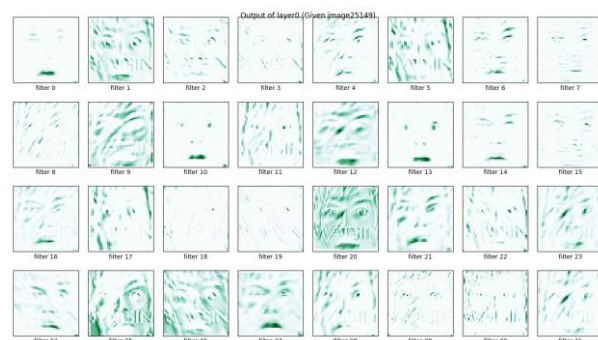 Output of layer0 (Given image25149)
filter 0 filter 1 filter 2 filter 3 filter 4 filter 5 filter 6 filter 7
filter 8 filter 9 filter 10 filter 11 filter 12 filter 13 filter 14 filter 15
filter 16 filter 17 filter 18 filter 19 filter 20 filter 21 filter 22 filter 23